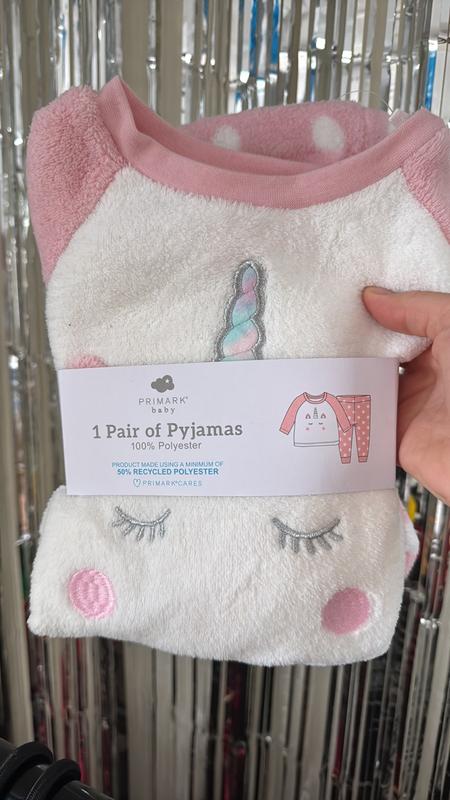 PRIMARK®
baby
1 Pair of Pyjamas
100% Polyester
PRODUCT MADE USING A MINIMUM OF
50% RECYCLED POLYESTER
PRIMARK®CARES